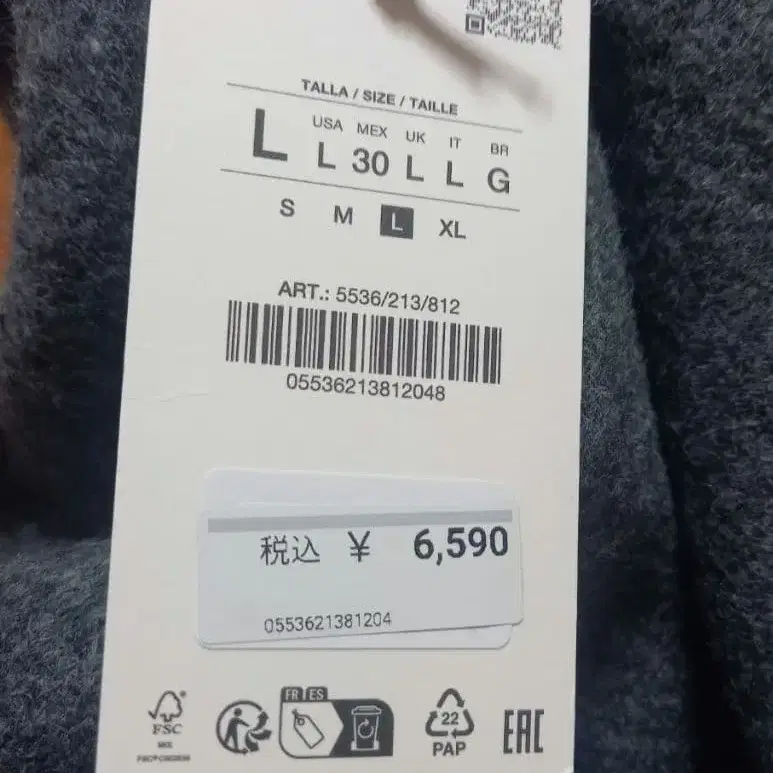 TALLA / SIZE / TAILLE
USA MEX UK IT BR
L L 30 L L G
S M L XL
ART.: 5536/213/812
05536213812048
税込 ¥ 6,590
0553621381204
FR ES
FSC
MIX
22
PAP
EAC